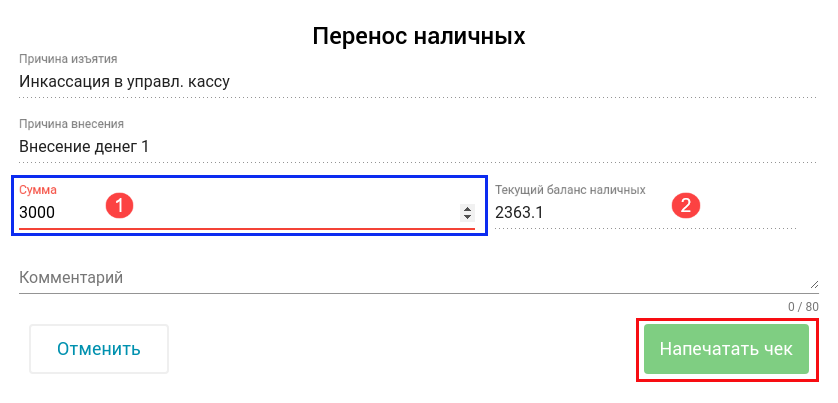 Перенос наличных
Причина изъятия
Инкассация в управл. кассу
Причина внесения
Внесение денег 1
Сумма
3000
1
Текущий баланс наличных
2363.1
2
Комментарий
0 / 80
Отменить
Напечатать чек